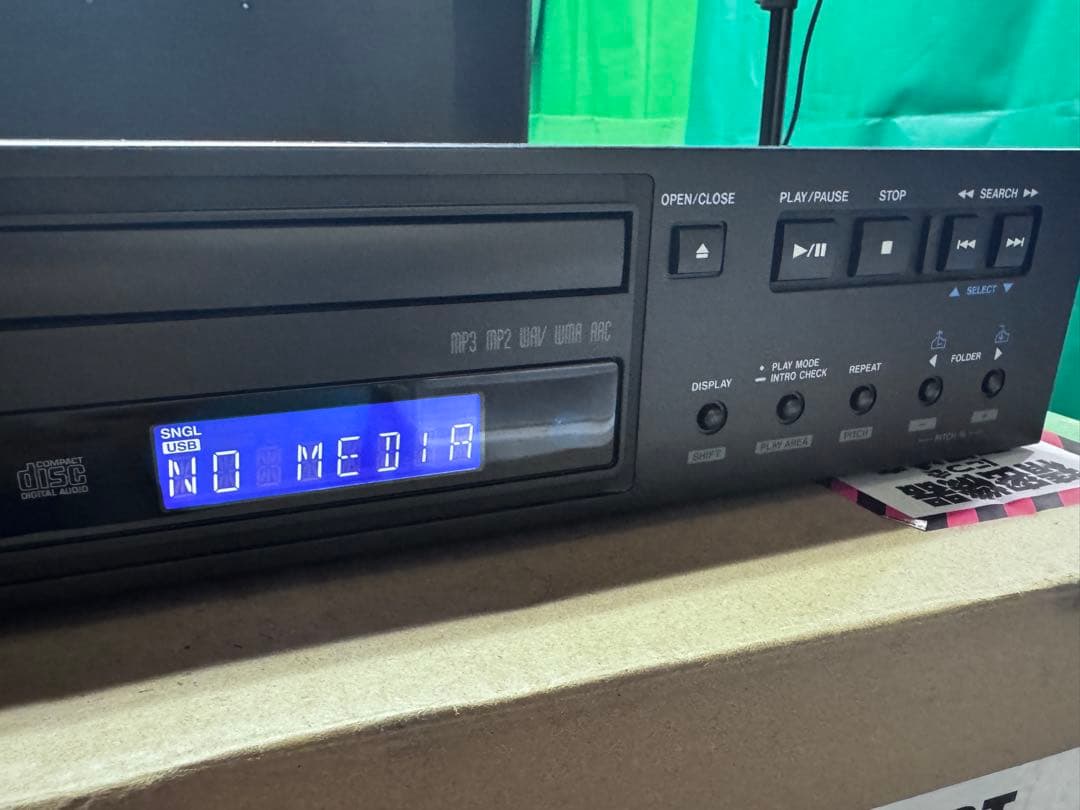 OPEN/CLOSE
PLAY/PAUSE
STOP
SEARCH
SELECT
MP3 MP2 WAV WMA AAC
DISPLAY
PLAY MODE
INTRO CHECK
REPEAT
FOLDER
SHIFT
PLAY AREA
PITCH
PITCH %
SNGL
USB
NO MEDIA
COMPACT
disc
DIGITAL AUDIO